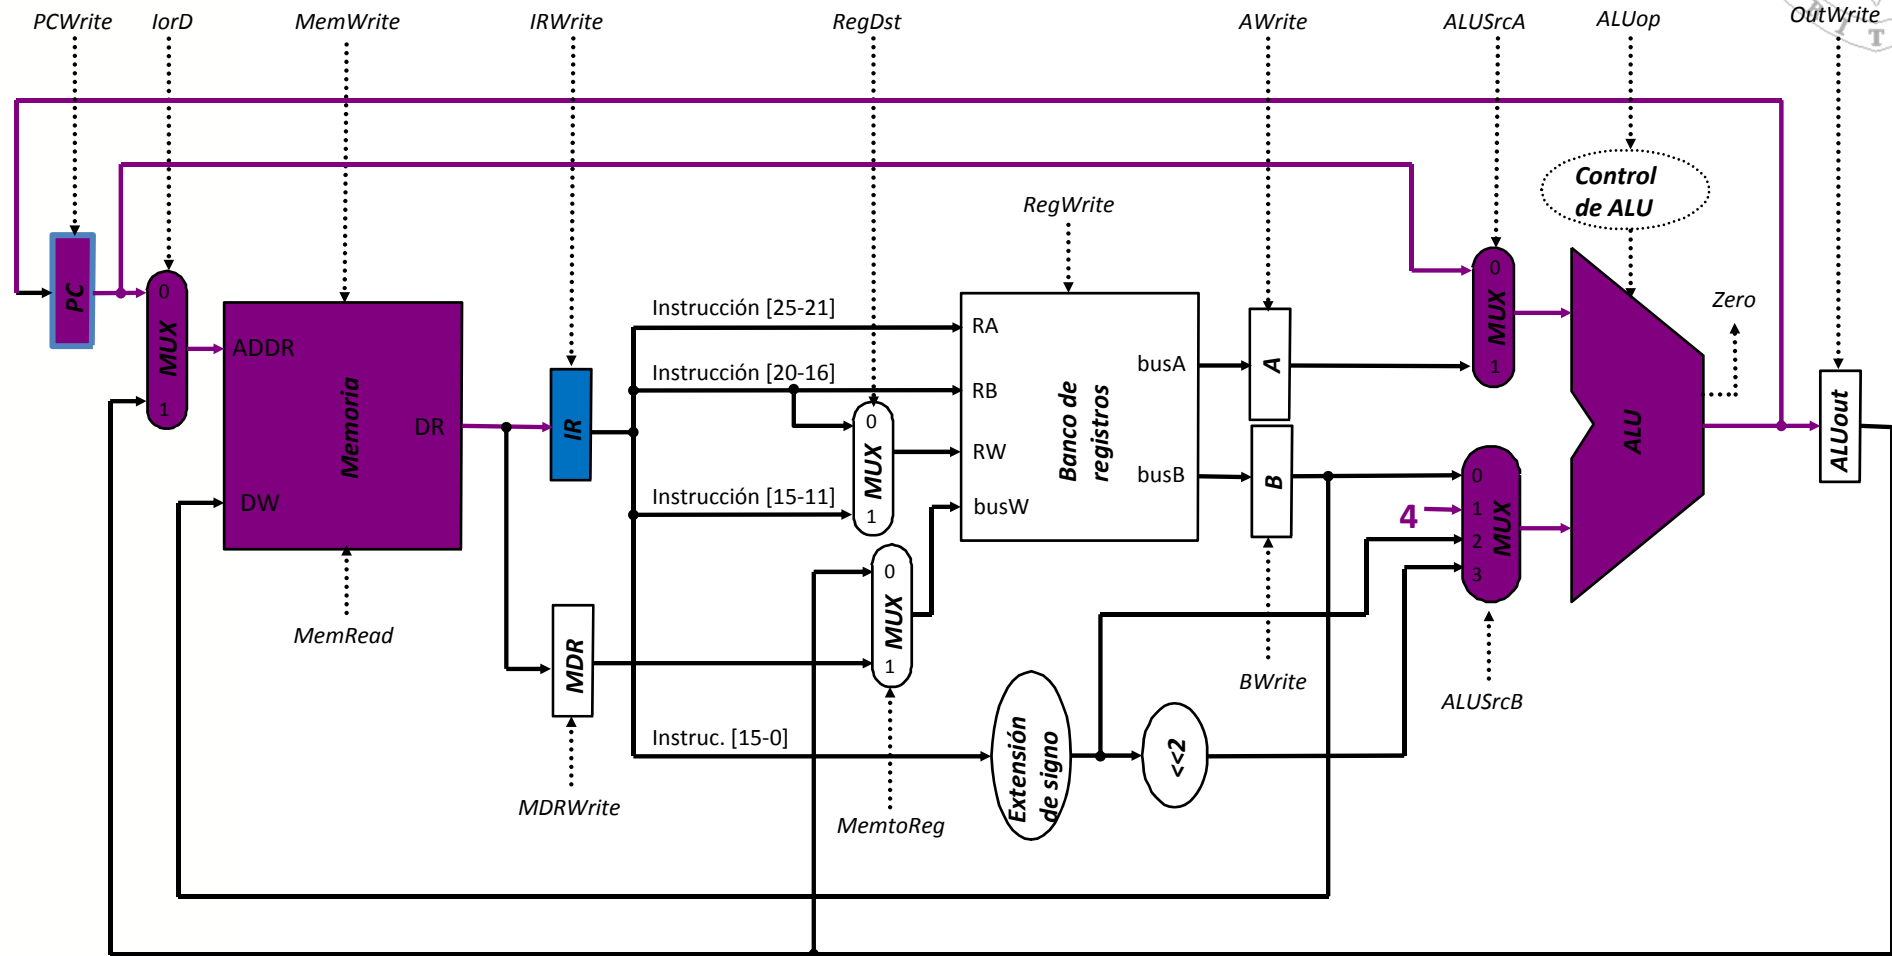 PCWrite
IorD
MemWrite
IRWrite
RegDst
AWrite
ALUSrcA
ALUop
OutWrite
I T
Control
de ALU
RegWrite
PC
0
MUX
1
ADDR
Memoria
DR
DW
MemRead
IR
Instrucción [25-21]
Instrucción [20-16]
Instrucción [15-11]
Instruc. [15-0]
0
MUX
1
RA
RB
RW
busW
Banco de
registros
busA
busB
A
B
0
MUX
1
0
4
1
2
3
MUX
ALU
Zero
ALUout
MDR
MDRWrite
0
MUX
1
MemtoReg
Extensión
de signo
<<2
BWrite
ALUSrcB